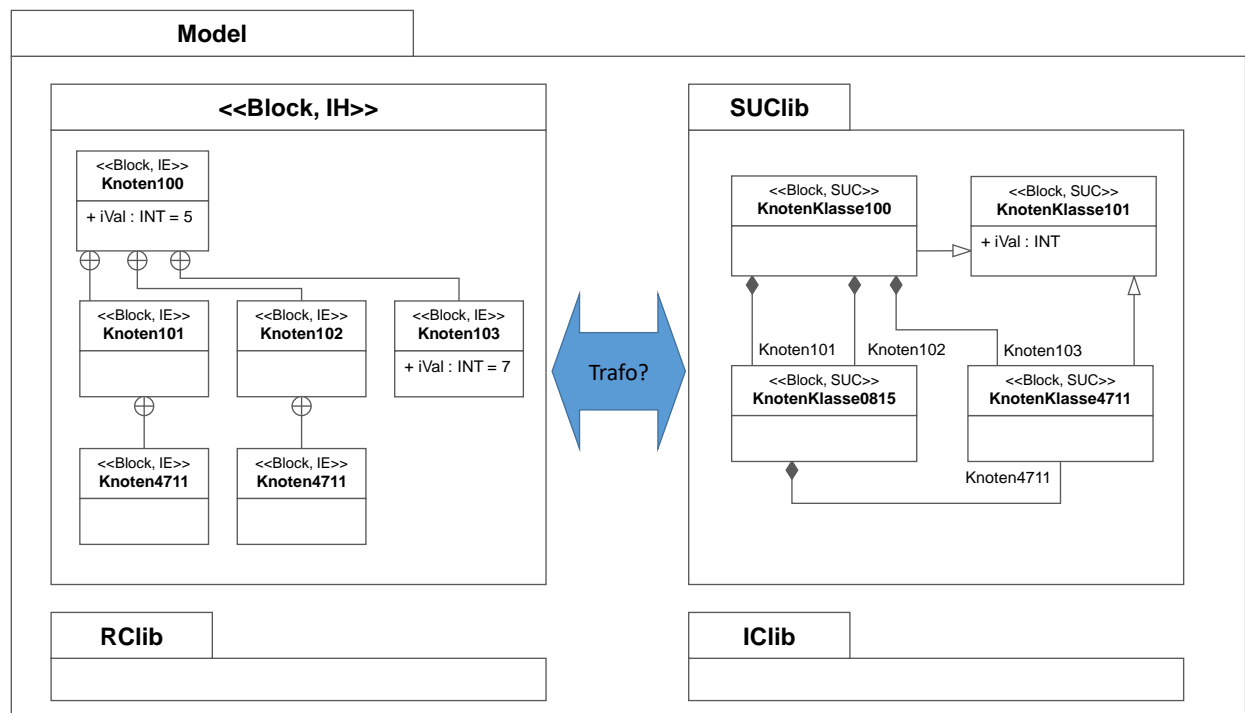 Model
<<Block, IH>>
<<Block, IE>>
Knoten100
+ iVal : INT = 5
<<Block, IE>>
Knoten101
<<Block, IE>>
Knoten102
<<Block, IE>>
Knoten103
+ iVal : INT = 7
<<Block, IE>>
Knoten4711
<<Block, IE>>
Knoten4711
Trafo?
SUClib
<<Block, SUC>>
KnotenKlasse100
<<Block, SUC>>
KnotenKlasse101
+ iVal : INT
Knoten101
Knoten102
Knoten103
<<Block, SUC>>
KnotenKlasse0815
<<Block, SUC>>
KnotenKlasse4711
Knoten4711
RClib
IClib